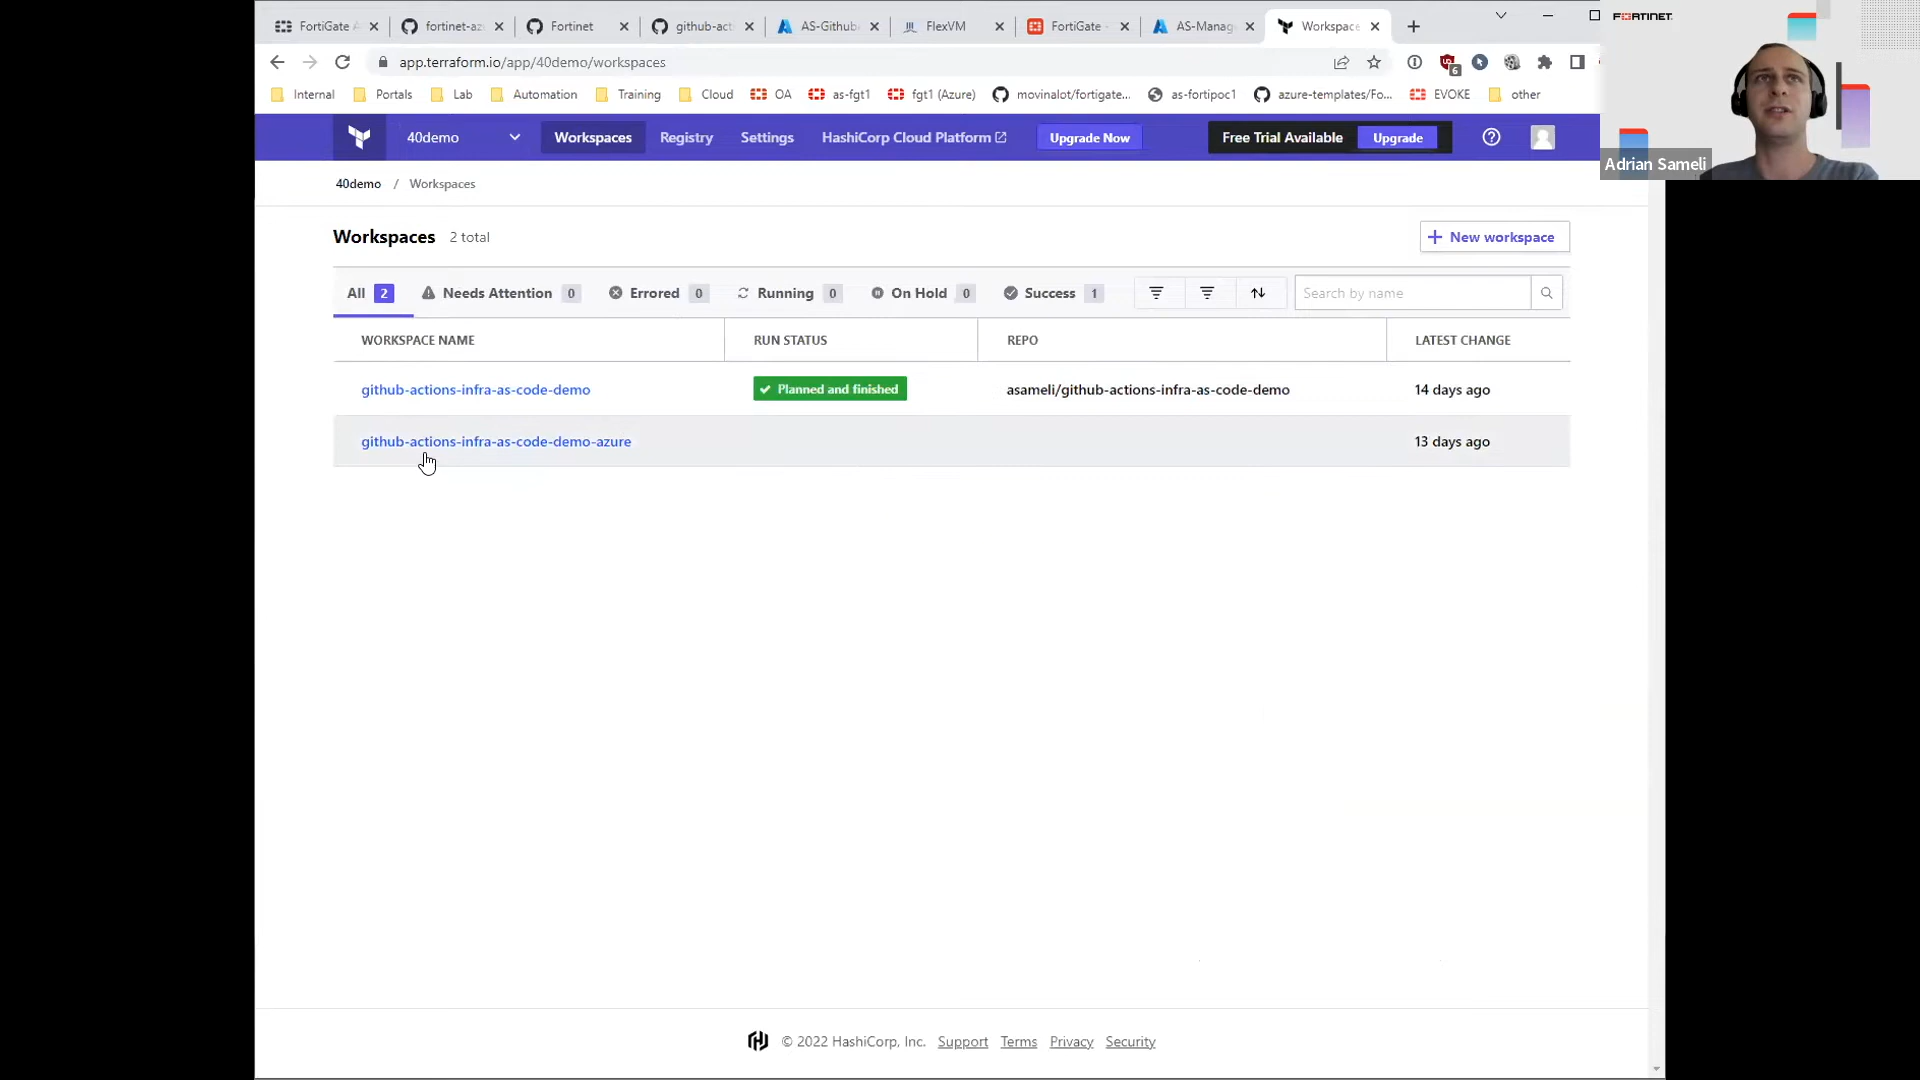 FortiGate
fortinet-az
Fortinet
github-act
AS-Github
FlexVM
FortiGate -
AS-Manag
Workspace
FORTINET
app.terraform.io/app/40demo/workspaces
6
Internal
Portals
Lab
Automation
Training
Cloud
OA
as-fgt1
fgt1 (Azure)
movinalot/fortigate...
as-fortipoc1
azure-templates/Fo...
EVOKE
other
40demo
Workspaces
Registry
Settings
HashiCorp Cloud Platform
Upgrade Now
Free Trial Available
Upgrade
Adrian Sameli
40demo / Workspaces
Workspaces 2 total
+ New workspace
All 2
Needs Attention 0
Errored 0
Running 0
On Hold 0
Success 1
Search by name
WORKSPACE NAME
RUN STATUS
REPO
LATEST CHANGE
github-actions-infra-as-code-demo
Planned and finished
asameli/github-actions-infra-as-code-demo
14 days ago
github-actions-infra-as-code-demo-azure
13 days ago
© 2022 HashiCorp, Inc. Support Terms Privacy Security